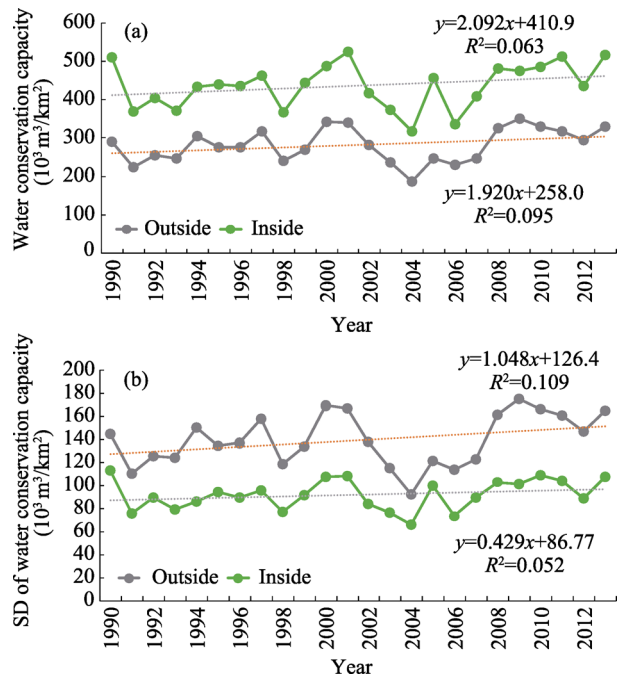 (a)
y=2.092x+410.9
R²=0.063
Water conservation capacity
(10³ m³/km²)
600
500
400
300
200
100
0
y=1.920x+258.0
R²=0.095
Outside Inside
1990 1992 1994 1996 1998 2000 2002 2004 2006 2008 2010 2012
Year
(b)
y=1.048x+126.4
R²=0.109
SD of water conservation capacity
(10³ m³/km²)
200
180
160
140
120
100
80
60
40
20
0
y=0.429x+86.77
R²=0.052
Outside Inside
1990 1992 1994 1996 1998 2000 2002 2004 2006 2008 2010 2012
Year